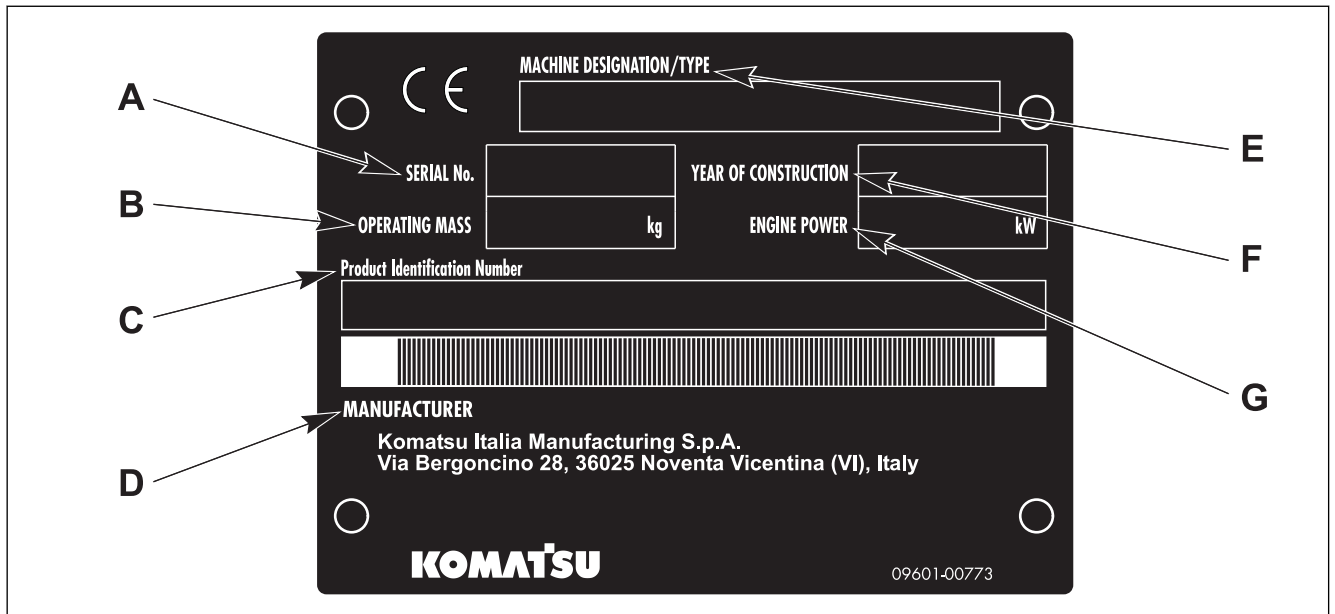 MACHINE DESIGNATION/TYPE
CE
A
SERIAL No.
YEAR OF CONSTRUCTION
E
B
OPERATING MASS
kg
ENGINE POWER
kW
F
Product Identification Number
C
G
MANUFACTURER
D
Komatsu Italia Manufacturing S.p.A.
Via Bergoncino 28, 36025 Noventa Vicentina (VI), Italy
KOMATSU
09601-00773